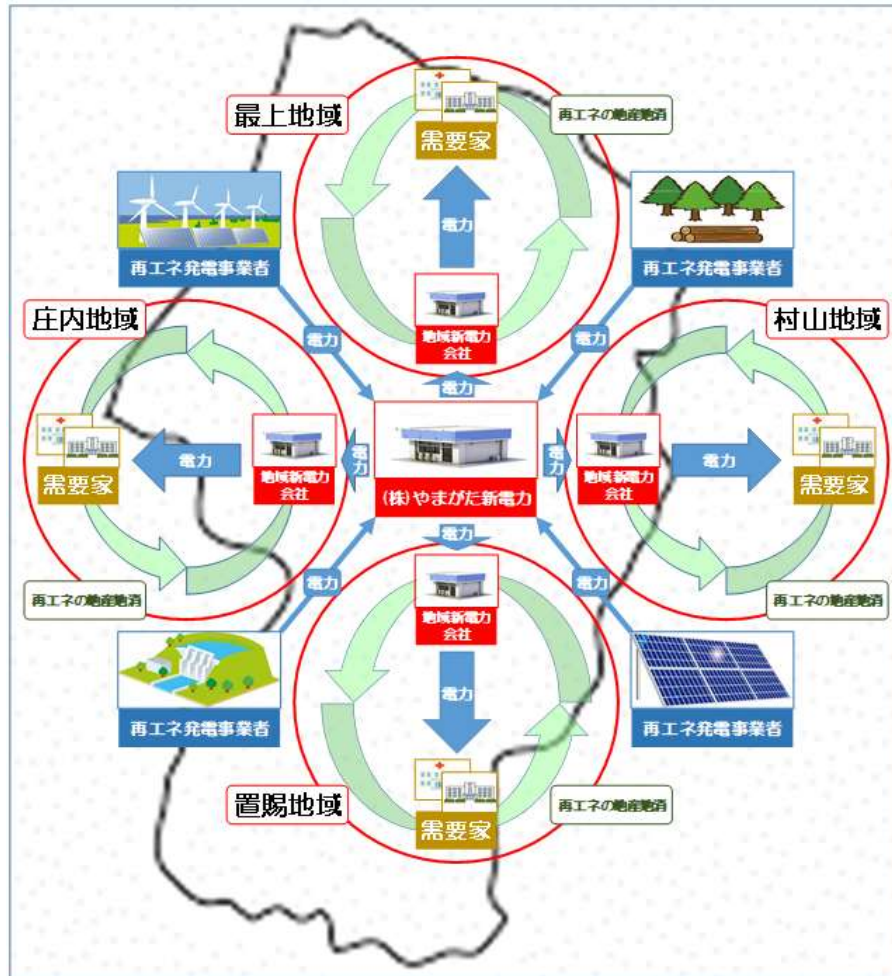 最上地域
需要家
再エネの地産地消
電力
再エネ発電事業者
再エネ発電事業者
地域新電力
会社
庄内地域
村山地域
電力
電力
電力
需要家
電力
地域新電力
会社
電力
(株)やまがた新電力
電力
地域新電力
会社
電力
需要家
電力
再エネの地産地消
電力
地域新電力
会社
電力
再エネの地産地消
再エネ発電事業者
電力
再エネ発電事業者
置賜地域
需要家
再エネの地産地消